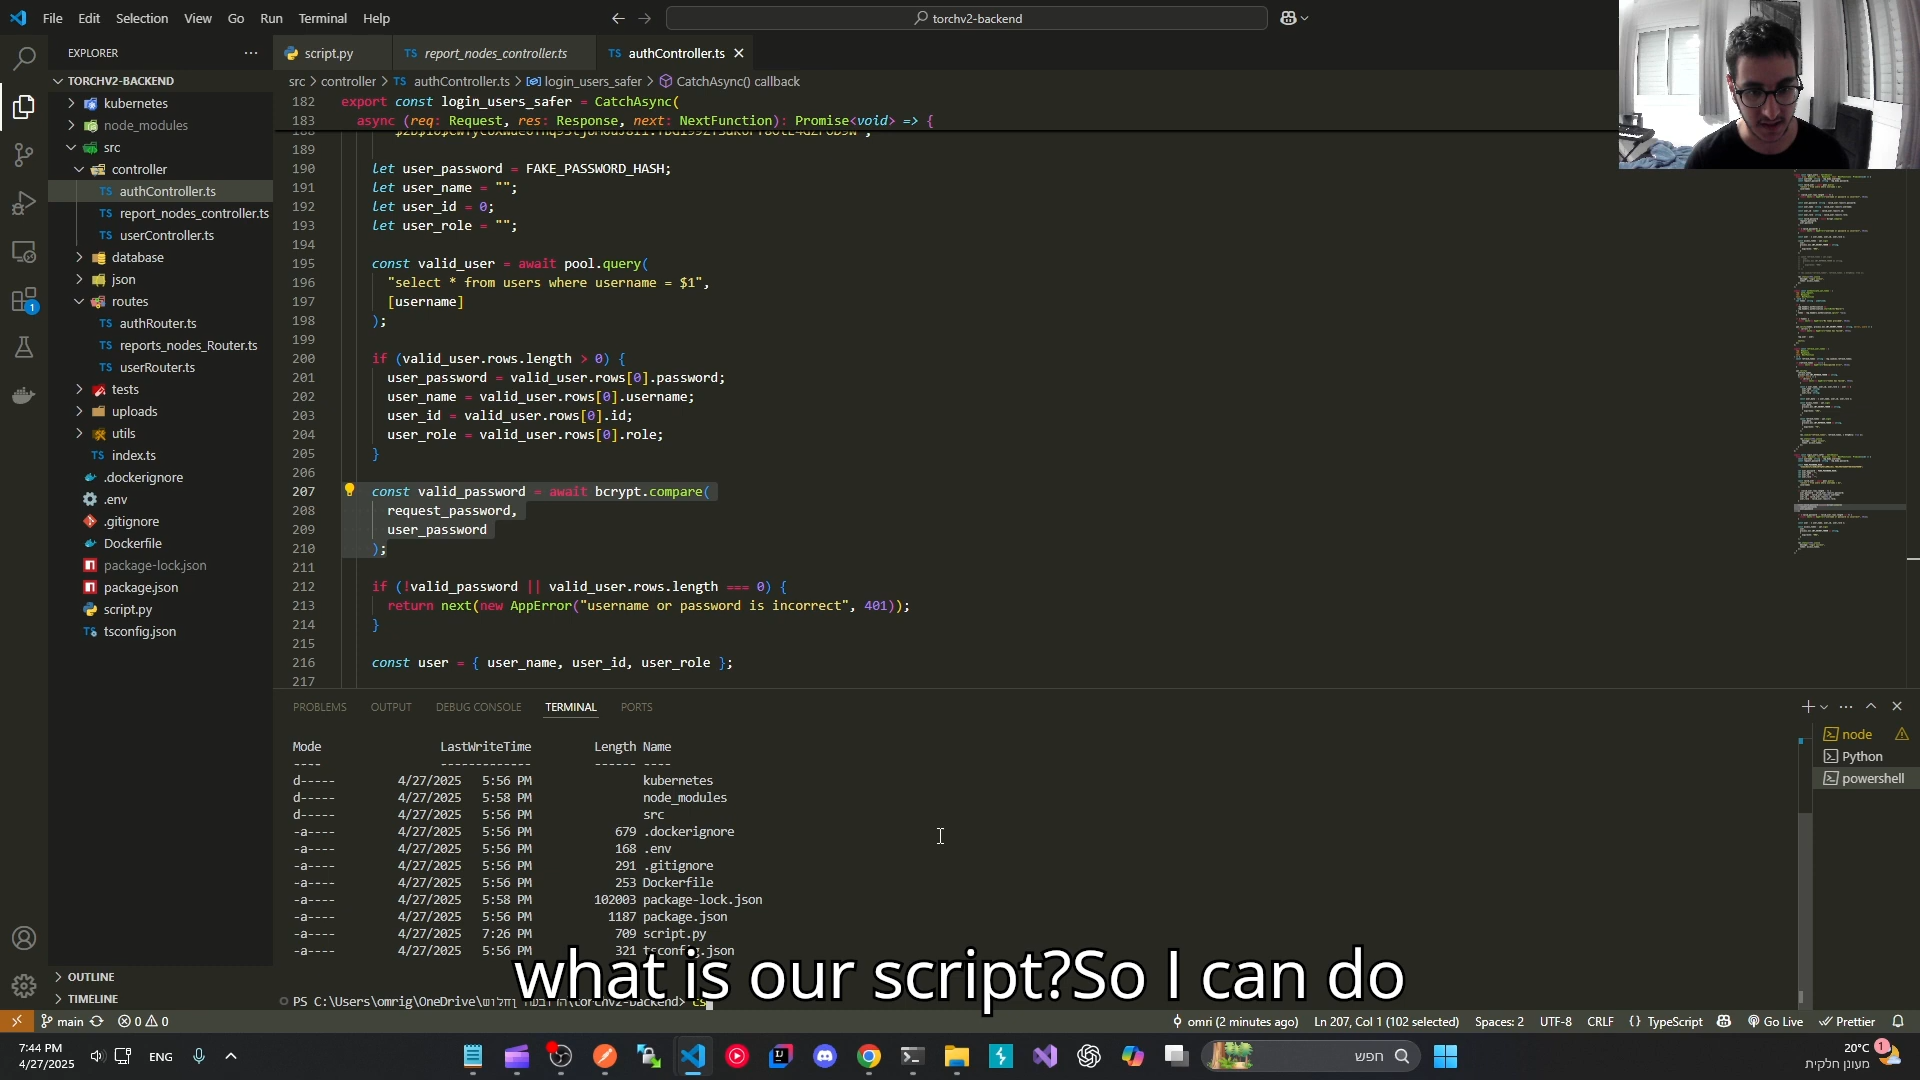 File Edit Selection View Go Run Terminal Help
torchv2-backend
EXPLORER
TORCHV2-BACKEND
kubernetes
node_modules
src
controller
authController.ts
report_nodes_controller.ts
userController.ts
database
json
routes
authRouter.ts
reports_nodes_Router.ts
userRouter.ts
tests
uploads
utils
index.ts
.dockerignore
.env
.gitignore
Dockerfile
package-lock.json
package.json
script.py
tsconfig.json
OUTLINE
TIMELINE
script.py
report_nodes_controller.ts
authController.ts
src > controller > authController.ts > login_users_safer > CatchAsync() callback
182 export const login_users_safer = CatchAsync(
183 async (req: Request, res: Response, next: NextFunction): Promise<void> => {
189
190 let user_password = FAKE_PASSWORD_HASH;
191 let user_name = "";
192 let user_id = 0;
193 let user_role = "";
194
195 const valid_user = await pool.query(
196 "select * from users where username = $1",
197 [username]
198 );
199
200 if (valid_user.rows.length > 0) {
201 user_password = valid_user.rows[0].password;
202 user_name = valid_user.rows[0].username;
203 user_id = valid_user.rows[0].id;
204 user_role = valid_user.rows[0].role;
205 }
206
207 const valid_password = await bcrypt.compare(
208 request_password,
209 user_password
210 );
211
212 if (!valid_password || valid_user.rows.length === 0) {
213 return next(new AppError("username or password is incorrect", 401));
214 }
215
216 const user = { user_name, user_id, user_role };
217
PROBLEMS OUTPUT DEBUG CONSOLE TERMINAL PORTS
node
Python
powershell
Mode LastWriteTime Length Name
---- ------------- ------ ----
d----- 4/27/2025 5:56 PM kubernetes
d----- 4/27/2025 5:58 PM node_modules
d----- 4/27/2025 5:56 PM src
-a---- 4/27/2025 5:56 PM 679 .dockerignore
-a---- 4/27/2025 5:56 PM 168 .env
-a---- 4/27/2025 5:56 PM 291 .gitignore
-a---- 4/27/2025 5:56 PM 253 Dockerfile
-a---- 4/27/2025 5:58 PM 102003 package-lock.json
-a---- 4/27/2025 5:56 PM 1187 package.json
-a---- 4/27/2025 7:26 PM 709 script.py
-a---- 4/27/2025 5:56 PM 321 tsconfig.json
what is our script?So I can do
PS C:\Users\omrig\OneDrive\שולחן העבודה\torchv2-backend> cs
main 0 0 omri (2 minutes ago) Ln 207, Col 1 (102 selected) Spaces: 2 UTF-8 CRLF {} TypeScript Go Live Prettier
7:44 PM
4/27/2025
ENG
חפש
20°C
מעונן חלקית
1
1